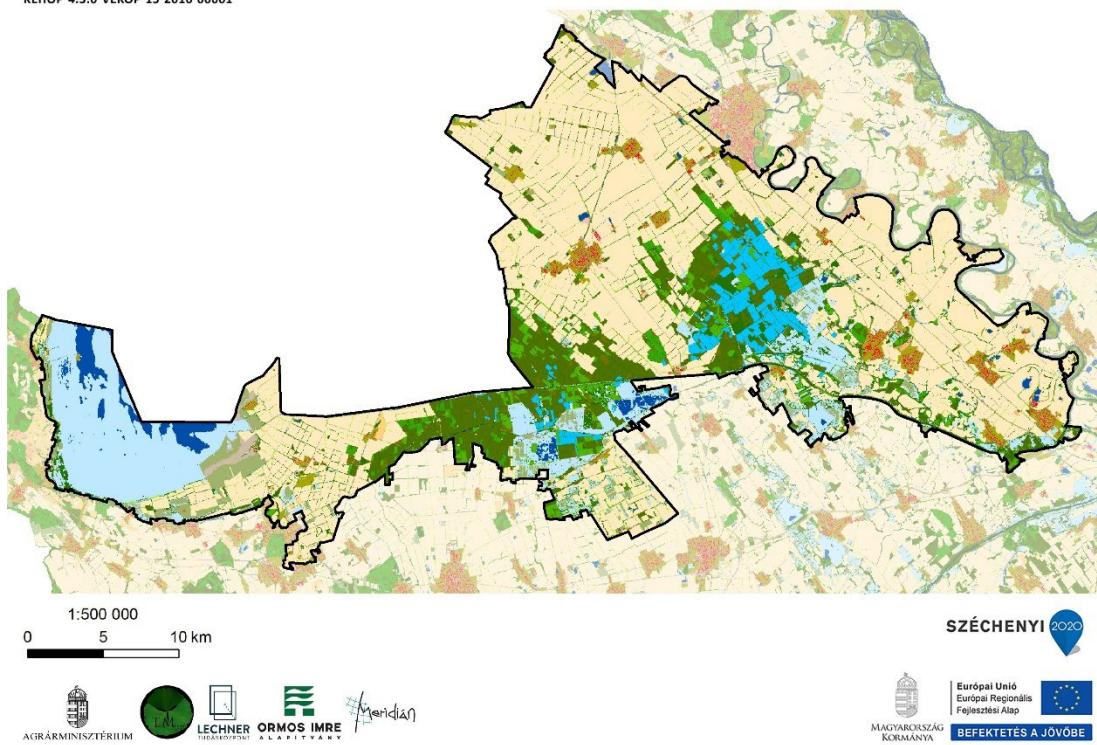 KEHOP-4.3.0-VEKOP-15-2016-00001
1:500 000
0 5 10 km
SZÉCHENYI 2020
AGRÁRMINISZTÉRIUM
LECHNER
TUDÁSKÖZPONT
ORMOS IMRE
ALAPÍTVÁNY
Meridián
MAGYARORSZÁG
KORMÁNYA
Európai Unió
Európai Regionális
Fejlesztési Alap
BEFEKTETÉS A JÖVŐBE